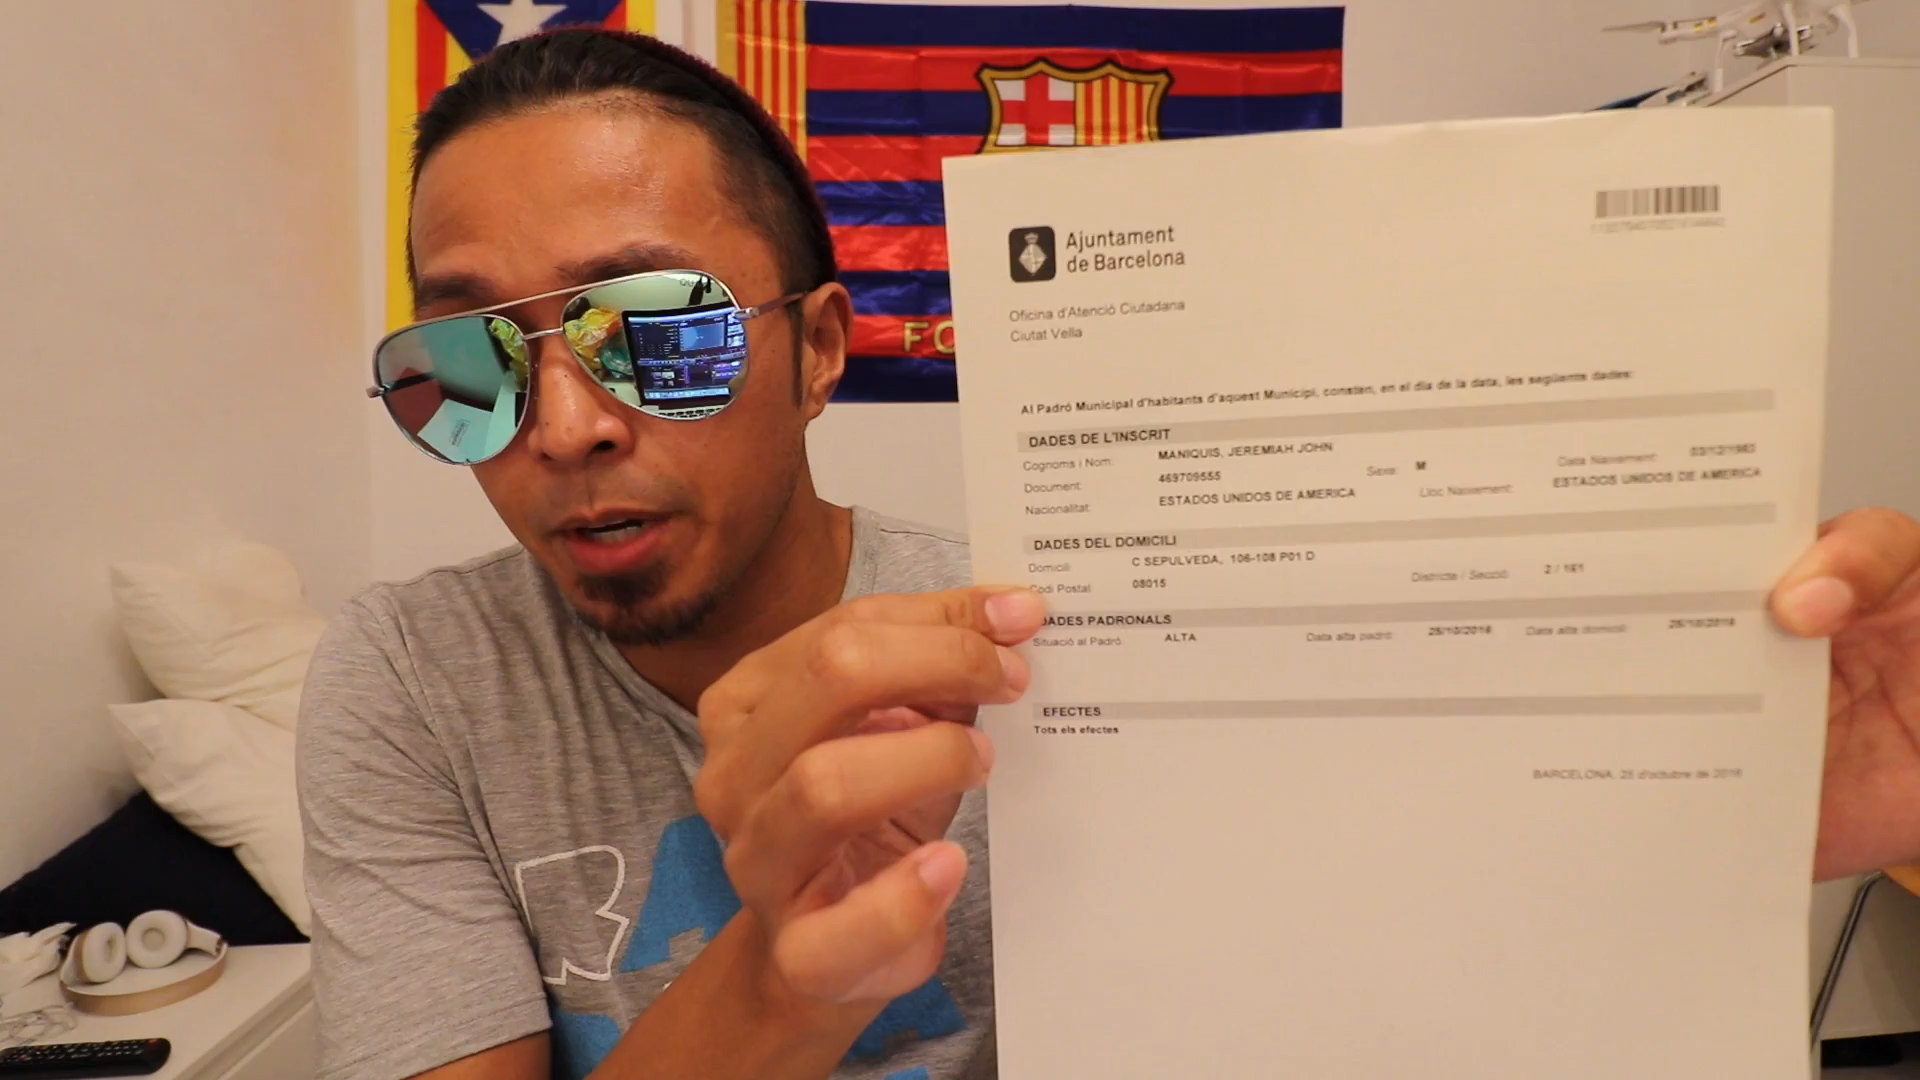 FC
Ajuntament
de Barcelona
Oficina d'Atenció Ciutadana
Ciutat Vella
Al Padró Municipal d'habitants d'aquest Municipi, consten, en el dia de la data, les següents dades:
DADES DE L'INSCRIT
Cognoms i Nom: MANIQUIS, JEREMIAH JOHN
Document: 469709555 Sexe: M Data Naixement:
Nacionalitat: ESTADOS UNIDOS DE AMERICA Lloc Naixement: ESTADOS UNIDOS DE AMERICA
DADES DEL DOMICILI
Domicili: C SEPULVEDA, 106-108 P01 D
Codi Postal: 08015 Districte / Secció: 2 / 161
DADES PADRONALS
Situació al Padró: ALTA Data alta padró: 25/10/2016 Data alta domicili: 25/10/2016
EFECTES
Tots els efectes
BARCELONA, 25 d'octubre de 2016